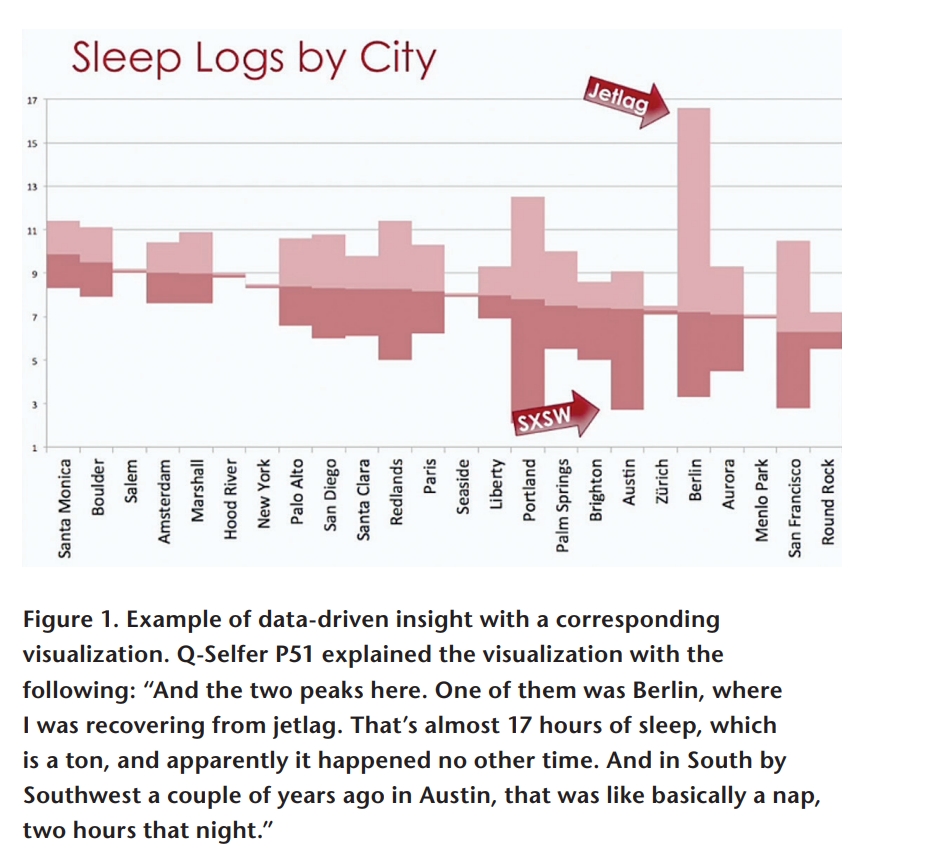 Sleep Logs by City
Jetlag
17
15
13
11
9
7
5
3
1
SXSW
Santa Monica
Boulder
Salem
Amsterdam
Marshall
Hood River
New York
Palo Alto
San Diego
Santa Clara
Redlands
Paris
Seaside
Liberty
Portland
Palm Springs
Brighton
Austin
Zürich
Berlin
Aurora
Menlo Park
San Francisco
Round Rock
Figure 1. Example of data-driven insight with a corresponding
visualization. Q-Selfer P51 explained the visualization with the
following: “And the two peaks here. One of them was Berlin, where
I was recovering from jetlag. That’s almost 17 hours of sleep, which
is a ton, and apparently it happened no other time. And in South by
Southwest a couple of years ago in Austin, that was like basically a nap,
two hours that night.”